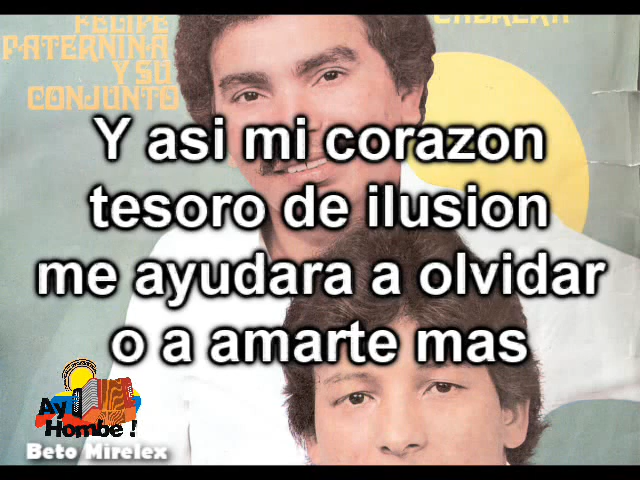 FELIPE
PATERNINA
Y SU
CONJUNTO
CABRERA
Y asi mi corazon
tesoro de ilusion
me ayudara a olvidar
o a amarte mas
Ay
Hombe !
Beto Mirelex